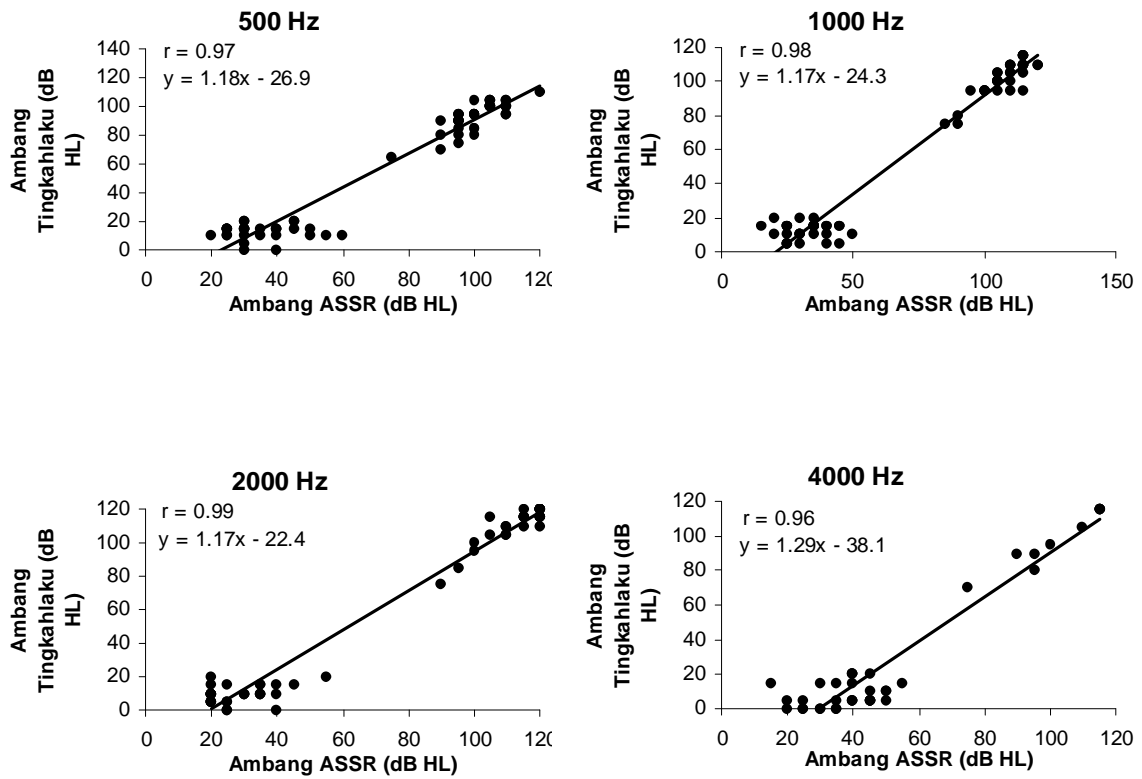 500 Hz
r = 0.97
y = 1.18x - 26.9
Ambang
Tingkahlaku (dB
HL)
140
120
100
80
60
40
20
0
0 20 40 60 80 100 120
Ambang ASSR (dB HL)
1000 Hz
r = 0.98
y = 1.17x - 24.3
Ambang
Tingkahlaku (dB
HL)
120
100
80
60
40
20
0
0 50 100 150
Ambang ASSR (dB HL)
2000 Hz
r = 0.99
y = 1.17x - 22.4
Ambang
Tingkahlaku (dB
HL)
120
100
80
60
40
20
0
0 20 40 60 80 100 120
Ambang ASSR (dB HL)
4000 Hz
r = 0.96
y = 1.29x - 38.1
Ambang
Tingkahlaku (dB
HL)
120
100
80
60
40
20
0
0 20 40 60 80 100 120
Ambang ASSR (dB HL)